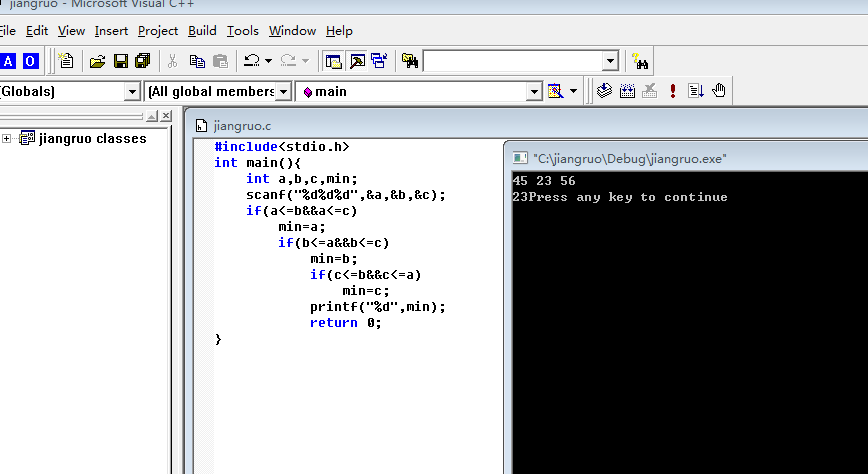 jiangruo - Microsoft Visual C++
File Edit View Insert Project Build Tools Window Help
A O
(Globals) (All global members main
jiangruo classes
jiangruo.c
#include<stdio.h>
int main(){
    int a,b,c,min;
    scanf("%d%d%d",&a,&b,&c);
    if(a<=b&&a<=c)
        min=a;
        if(b<=a&&b<=c)
            min=b;
            if(c<=b&&c<=a)
                min=c;
            printf("%d",min);
            return 0;
}
"C:\jiangruo\Debug\jiangruo.exe"
45 23 56
23Press any key to continue